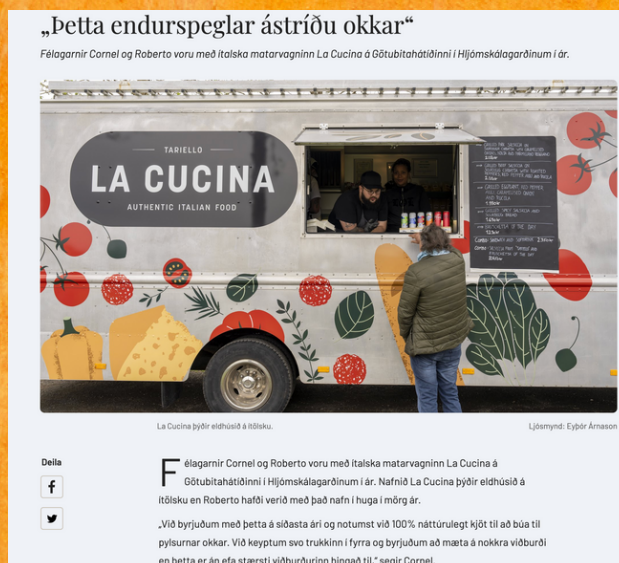 „Þetta endurspeglar ástríðu okkar“
Félagarnir Cornel og Roberto voru með ítalska matarvagninn La Cucina á Götubitahátíðinni í Hljómskálagarðinum í ár.
TARIELLO
LA CUCINA
AUTHENTIC ITALIAN FOOD
La Cucina þýðir eldhúsið á ítölsku.
Ljósmynd: Eyþór Árnason
Deila
Félagarnir Cornel og Roberto voru með ítalska matarvagninn La Cucina á
Götubitahátíðinni í Hljómskálagarðinum í ár. Nafnið La Cucina þýðir eldhúsið á
ítölsku en Roberto hafði verið með það nafn í huga í mörg ár.
„Við byrjuðum með þetta á síðasta ári og notumst við 100% náttúrulegt kjöt til að búa til
pylsurnar okkar. Við keyptum svo trukkinn í fyrra og byrjuðum að mæta á nokkra viðburði
en þetta er án efa stærsti viðburðurinn hingað til,“ segir Cornel.